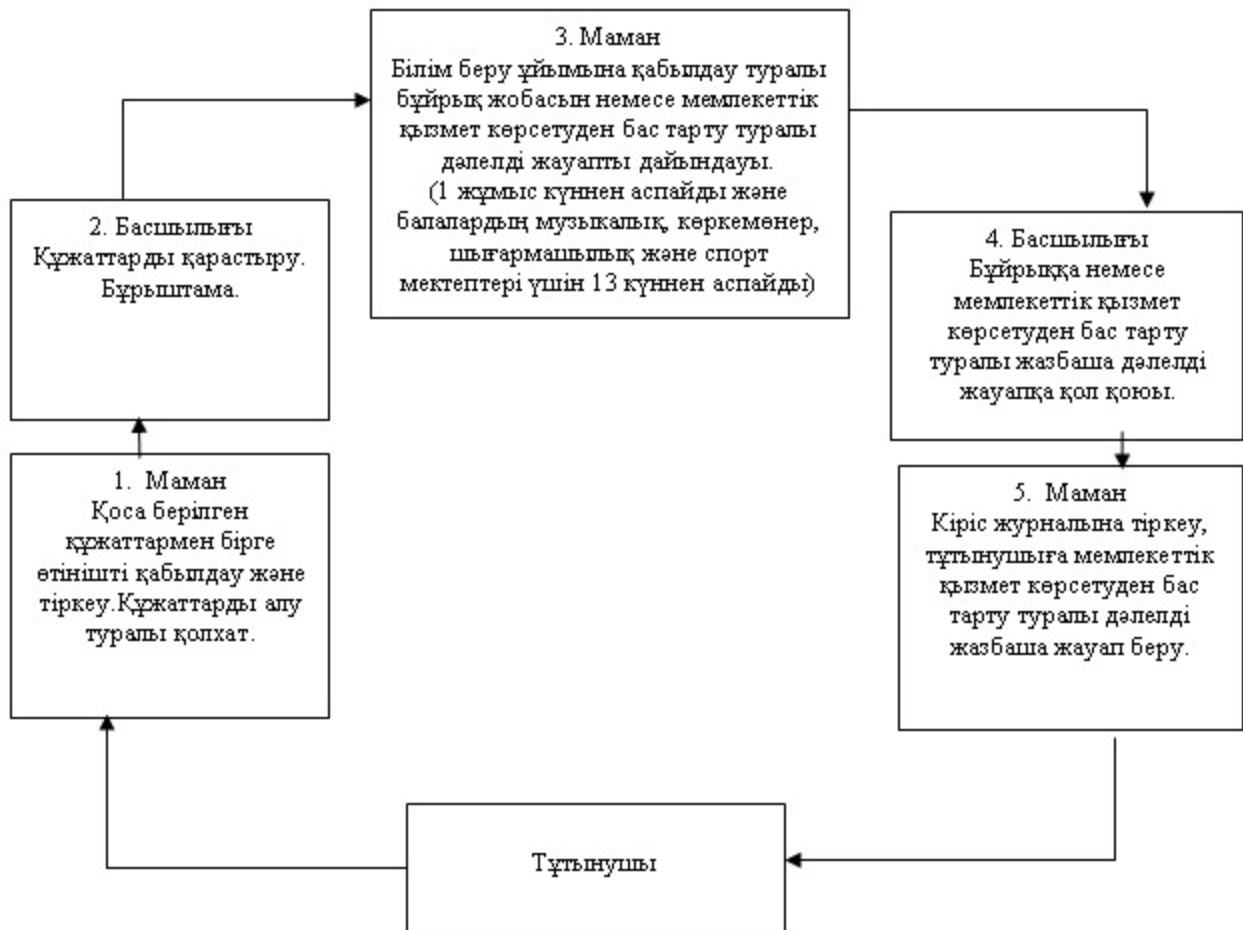 3. Маман
Білім беру ұйымына қабылдау туралы
бұйрық жобасын немесе мемлекеттік
қызмет көрсетуден бас тарту туралы
дәлелді жауапты дайындауы.
(1 жұмыс күннен аспайды және
балалардың музыкалық, көркемөнер,
шығармашылық және спорт
мектептері үшін 13 күннен аспайды)
2. Басшылығы
Құжаттарды қарастыру.
Бұрыштама.
4. Басшылығы
Бұйрыққа немесе
мемлекеттік қызмет
көрсетуден бас тарту
туралы жазбаша дәлелді
жауапқа қол қоюы.
1. Маман
Қоса берілген
құжаттармен бірге
өтінішті қабылдау және
тіркеу.Құжаттарды алу
туралы қолхат.
5. Маман
Кіріс журналына тіркеу,
тұтынушыға мемлекеттік
қызмет көрсетуден бас
тарту туралы дәлелді
жазбаша жауап беру.
Тұтынушы